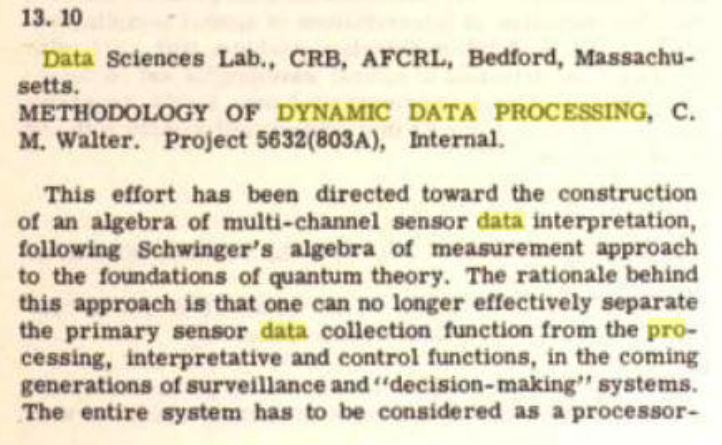 13. 10
Data Sciences Lab., CRB, AFCRL, Bedford, Massachu-
setts.
METHODOLOGY OF DYNAMIC DATA PROCESSING, C.
M. Walter. Project 5632(803A), Internal.
This effort has been directed toward the construction
of an algebra of multi-channel sensor data interpretation,
following Schwinger's algebra of measurement approach
to the foundations of quantum theory. The rationale behind
this approach is that one can no longer effectively separate
the primary sensor data collection function from the pro-
cessing, interpretative and control functions, in the coming
generations of surveillance and "decision-making" systems.
The entire system has to be considered as a processor-